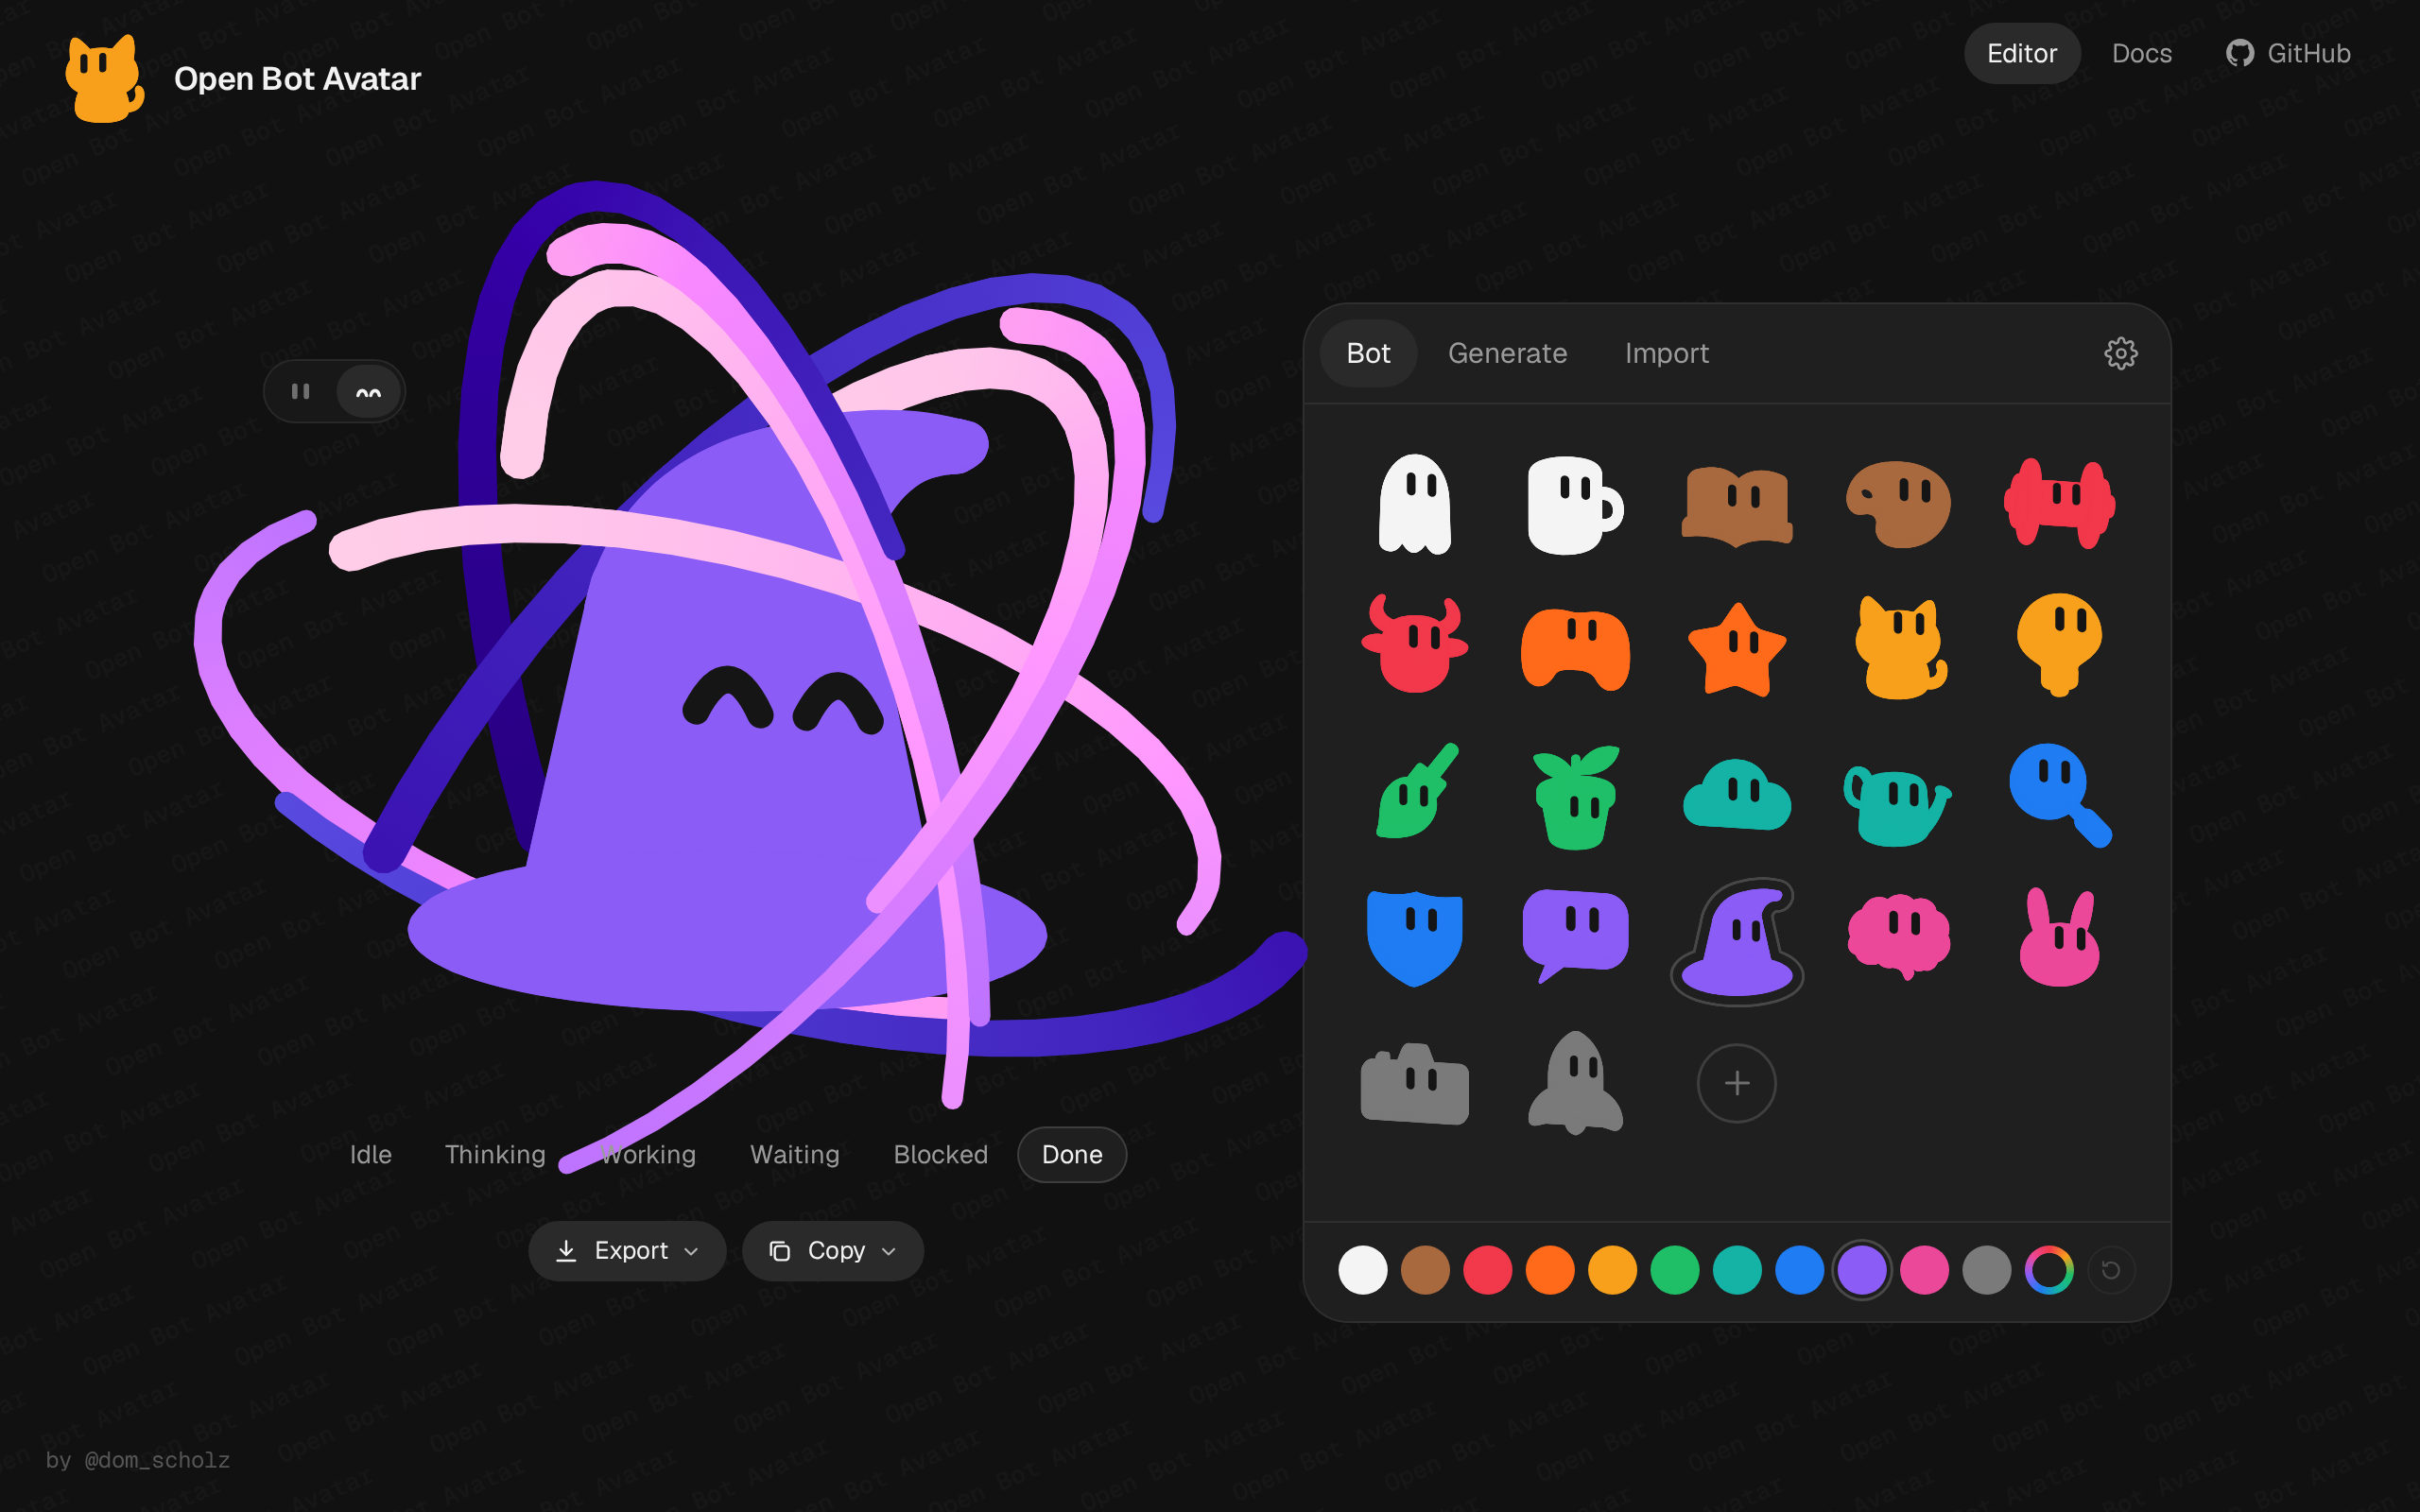 Open Bot Avatar
Editor
Docs
GitHub
Bot
Generate
Import
Idle
Thinking
Working
Waiting
Blocked
Done
Export
Copy
by @dom_scholz